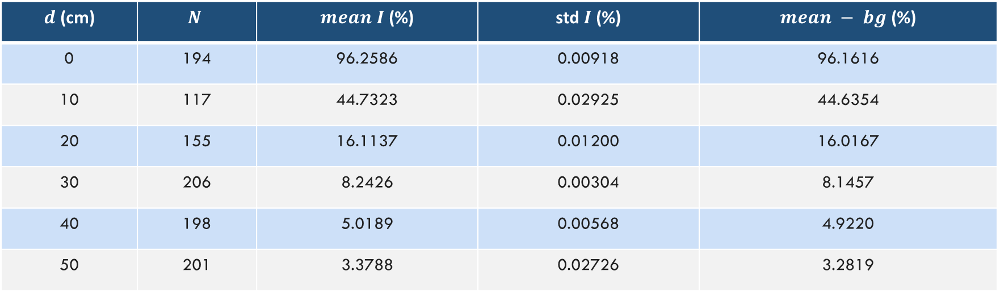 d (cm) N mean I (%) std I (%) mean − bg (%)
0 194 96.2586 0.00918 96.1616
10 117 44.7323 0.02925 44.6354
20 155 16.1137 0.01200 16.0167
30 206 8.2426 0.00304 8.1457
40 198 5.0189 0.00568 4.9220
50 201 3.3788 0.02726 3.2819